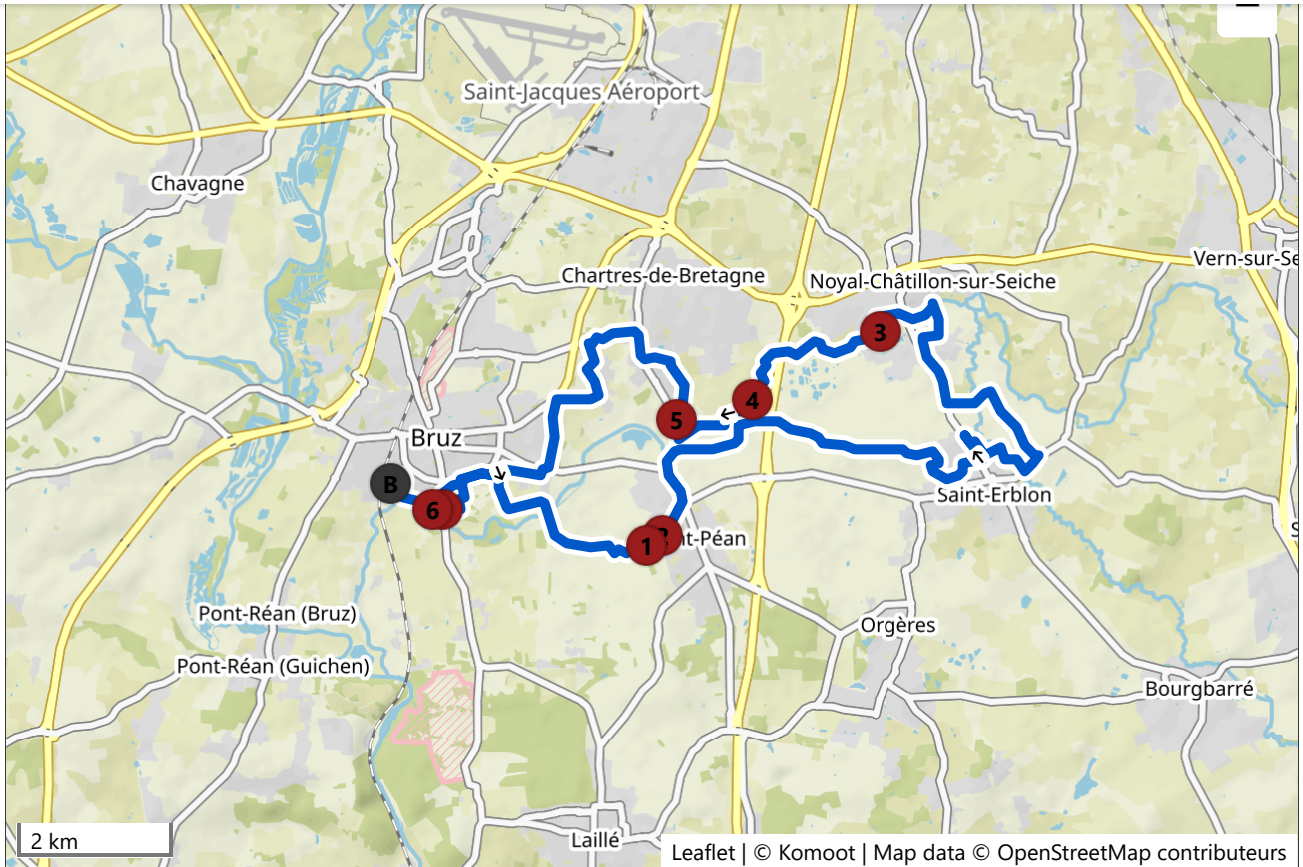 Saint-Jacques Aéroport
Chavagne
Vern-sur-Se
Chartres-de-Bretagne
Noyal-Châtillon-sur-Seiche
3
4
5
Bruz
B
6
Saint-Erblon
1
2
nt-Péan
Pont-Réan (Bruz)
Orgères
Pont-Réan (Guichen)
Bourgbarré
2 km
Laillé
Leaflet | © Komoot | Map data © OpenStreetMap contributeurs